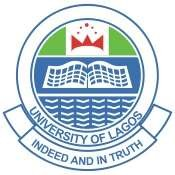 UNIVERSITY OF LAGOS
INDEED AND IN TRUTH